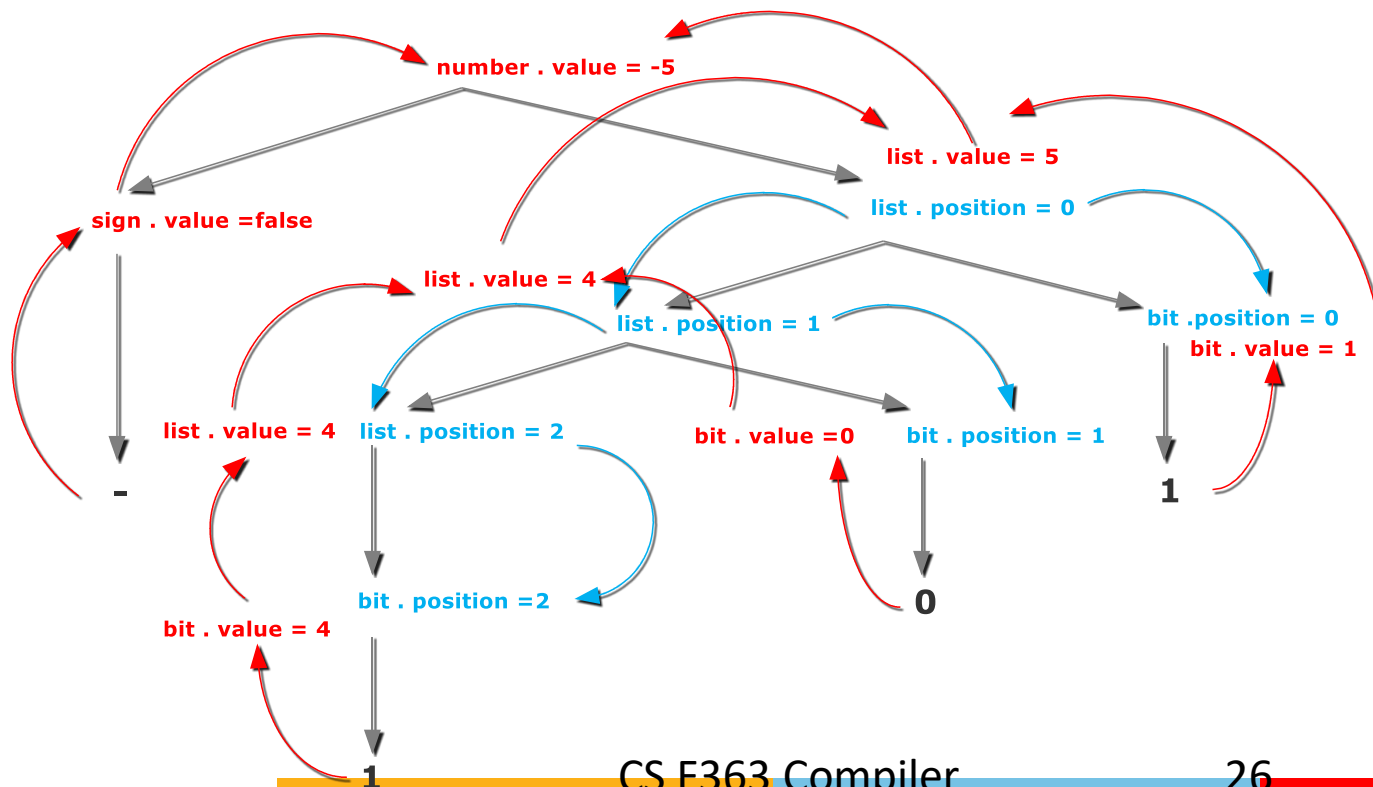 number . value = -5
list . value = 5
list . position = 0
sign . value =false
list . value = 4
list . position = 1
bit .position = 0
bit . value = 1
list . value = 4 list . position = 2
bit . value =0
bit . position = 1
-
1
bit . position =2
0
bit . value = 4
1
CS F363 Compiler
26